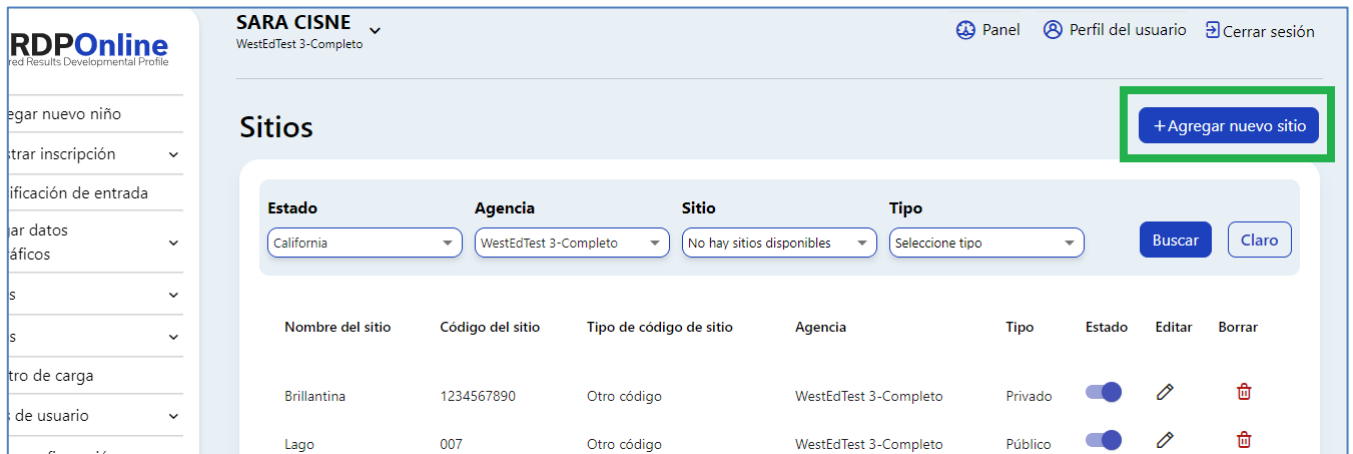 SARA CISNE
WestEdTest 3-Completo
Panel
Perfil del usuario
Cerrar sesión
RDPOnline
red Results Developmental Profile
egar nuevo niño
strar inscripción
ificación de entrada
gar datos
áficos
s
s
tro de carga
s de usuario
Sitios
+Agregar nuevo sitio
Estado Agencia Sitio Tipo
California WestEdTest 3-Completo No hay sitios disponibles Seleccione tipo Buscar Claro
Nombre del sitio Código del sitio Tipo de código de sitio Agencia Tipo Estado Editar Borrar
Brillantina 1234567890 Otro código WestEdTest 3-Completo Privado
Lago 007 Otro código WestEdTest 3-Completo Público